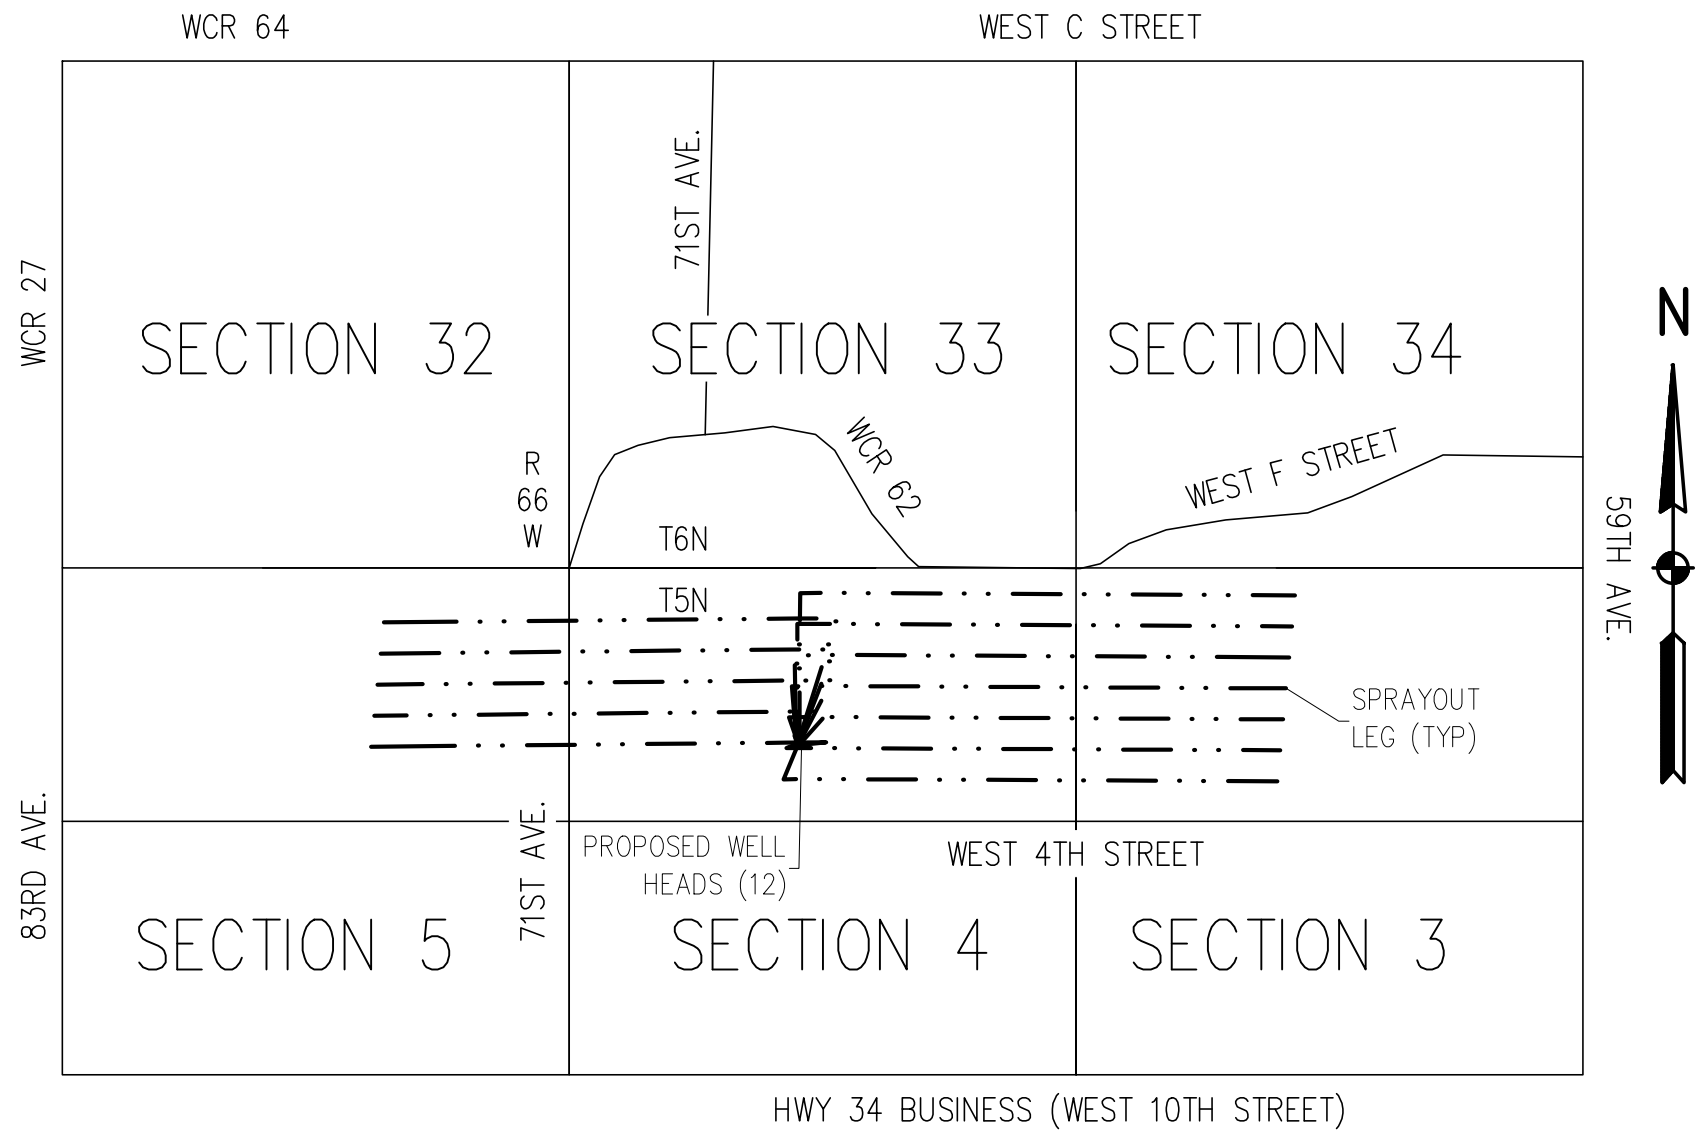 WCR 64
WEST C STREET
71ST AVE.
WCR 27
N
SECTION 32
SECTION 33
SECTION 34
WCR 62
WEST F STREET
R
66
W
T6N
59TH AVE.
T5N
SPRAYOUT
LEG (TYP)
83RD AVE.
71ST AVE.
PROPOSED WELL
HEADS (12)
WEST 4TH STREET
SECTION 5
SECTION 4
SECTION 3
HWY 34 BUSINESS (WEST 10TH STREET)